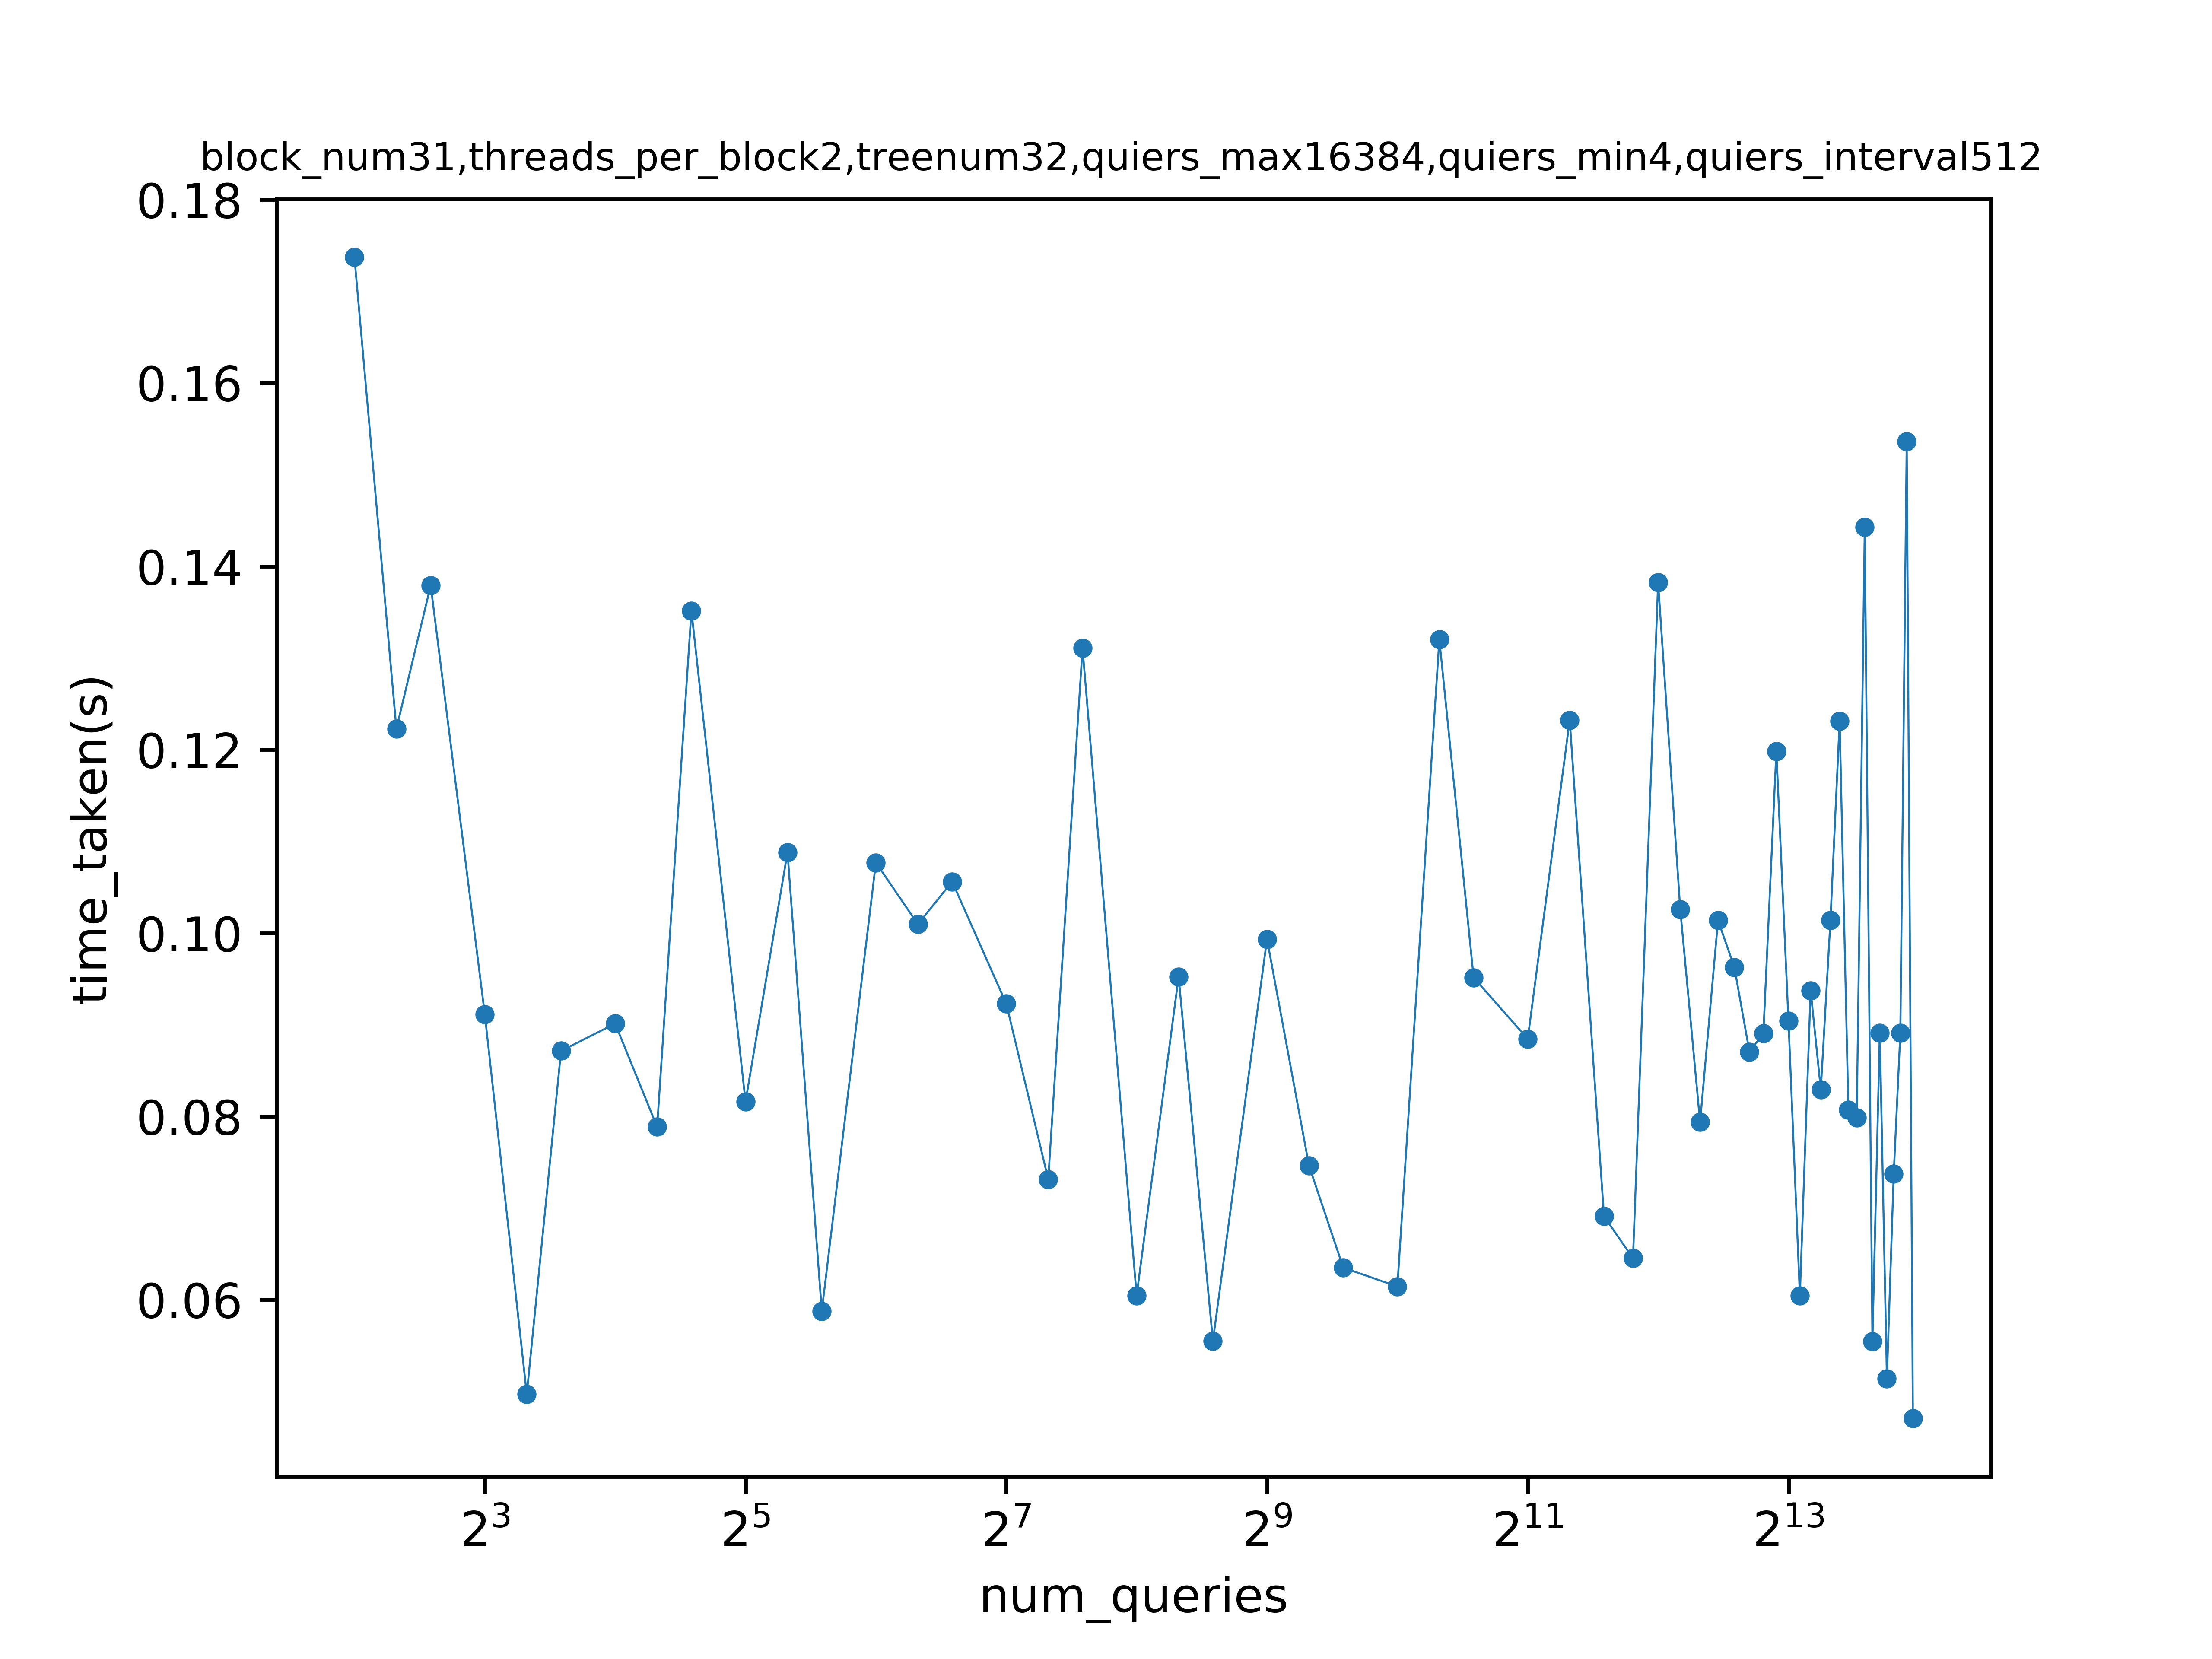 block_num31,threads_per_block2,treenum32,quiers_max16384,quiers_min4,quiers_interval512
0.18
0.16
0.14
0.12
0.10
0.08
0.06
time_taken(s)
2^3 2^5 2^7 2^9 2^11 2^13
num_queries